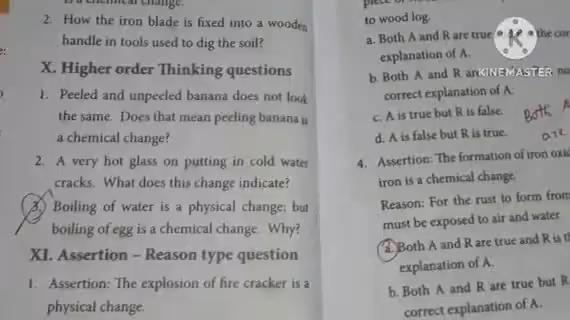 is a chemical change.
2. How the iron blade is fixed into a wooden
handle in tools used to dig the soil?
X. Higher order Thinking questions
1. Peeled and unpeeled banana does not look
the same. Does that mean peeling banana is
a chemical change?
2. A very hot glass on putting in cold water
cracks. What does this change indicate?
3. Boiling of water is a physical change; but
boiling of egg is a chemical change. Why?
XI. Assertion – Reason type question
1. Assertion: The explosion of fire cracker is a
physical change.
to wood log.
a. Both A and R are true the cor
explanation of A.
b. Both A and R are
correct explanation of A.
c. A is true but R is false.
d. A is false but R is true.
Both A
are
4. Assertion: The formation of iron oxid
iron is a chemical change.
Reason: For the rust to form from
must be exposed to air and water
a. Both A and R are true and R is th
explanation of A.
b. Both A and R are true but R
correct explanation of A.
K
KINEMASTER